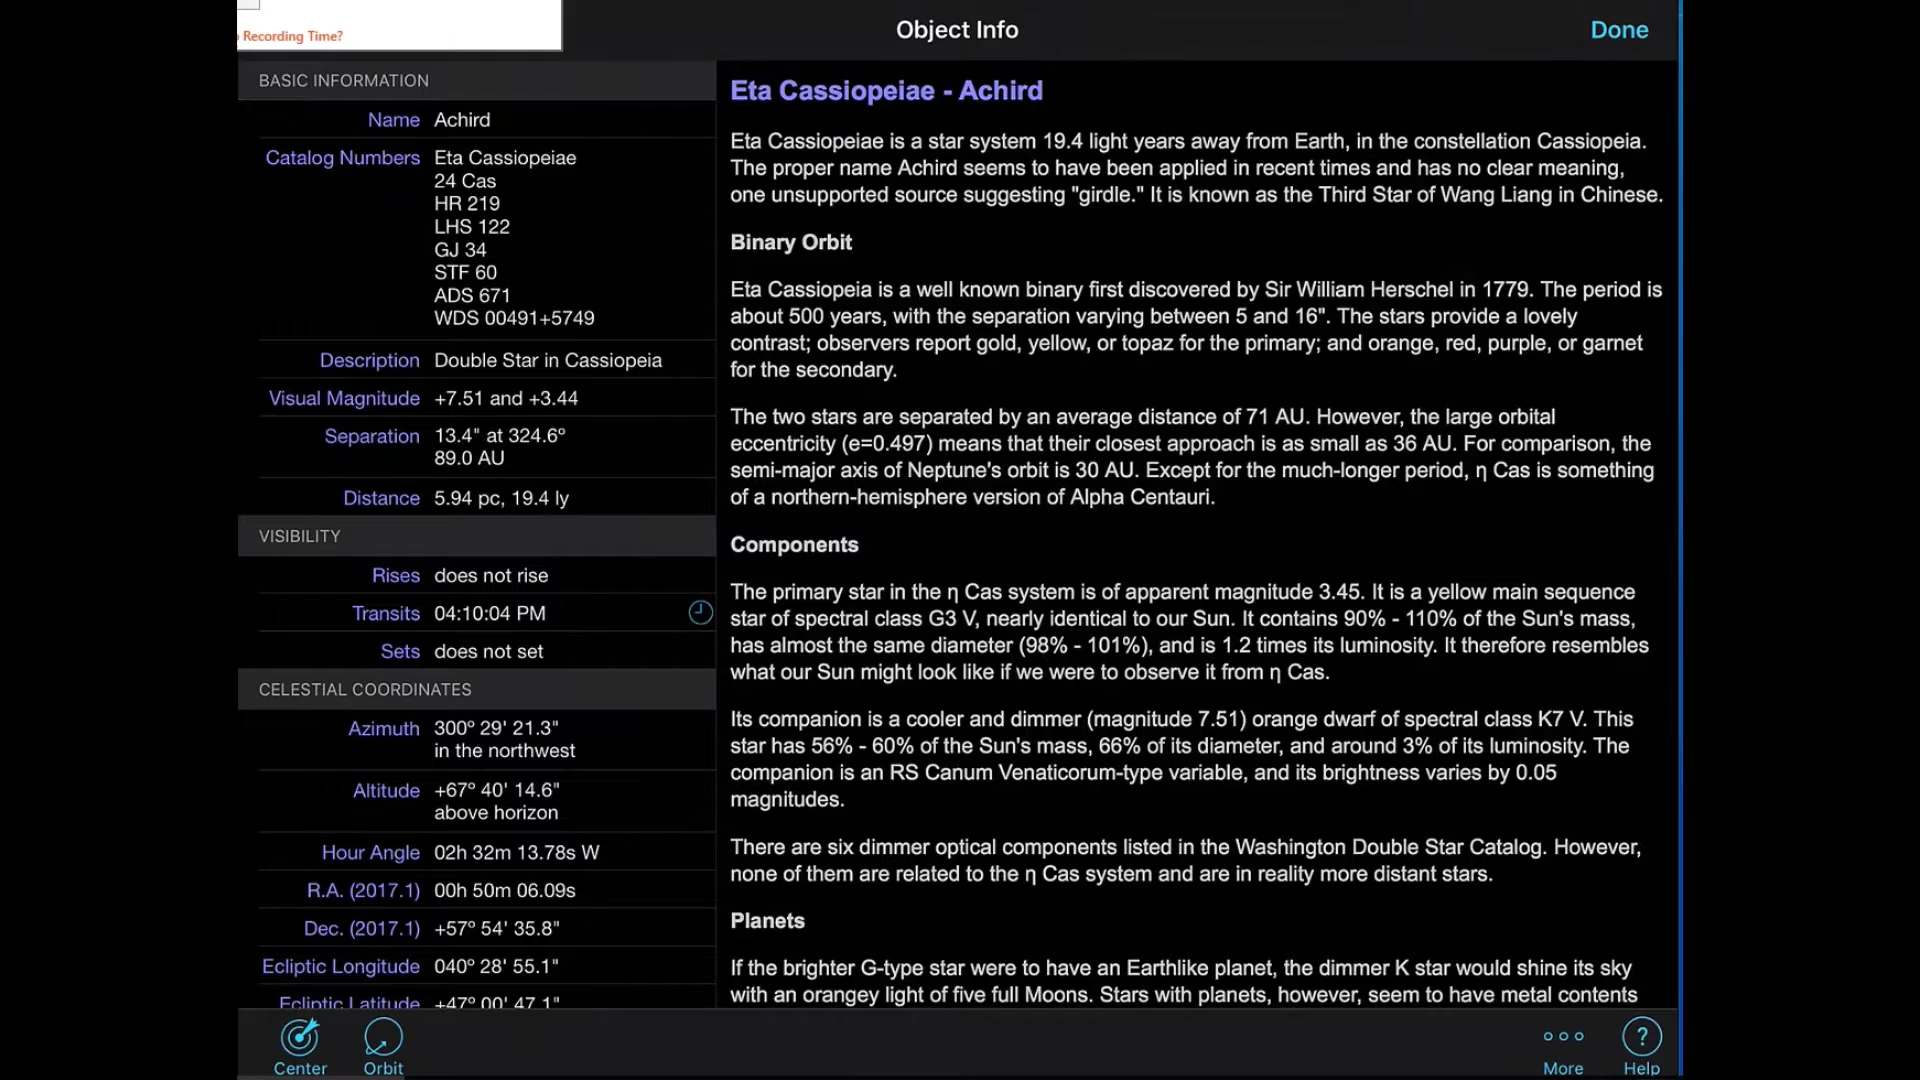 Recording Time?
Object Info
Done
BASIC INFORMATION
Name Achird
Catalog Numbers Eta Cassiopeiae
24 Cas
HR 219
LHS 122
GJ 34
STF 60
ADS 671
WDS 00491+5749
Description Double Star in Cassiopeia
Visual Magnitude +7.51 and +3.44
Separation 13.4" at 324.6º
89.0 AU
Distance 5.94 pc, 19.4 ly
VISIBILITY
Rises does not rise
Transits 04:10:04 PM
Sets does not set
CELESTIAL COORDINATES
Azimuth 300º 29' 21.3"
in the northwest
Altitude +67º 40' 14.6"
above horizon
Hour Angle 02h 32m 13.78s W
R.A. (2017.1) 00h 50m 06.09s
Dec. (2017.1) +57º 54' 35.8"
Ecliptic Longitude 040º 28' 55.1"
Ecliptic Latitude +47º 00' 47.1"
Eta Cassiopeiae - Achird
Eta Cassiopeiae is a star system 19.4 light years away from Earth, in the constellation Cassiopeia.
The proper name Achird seems to have been applied in recent times and has no clear meaning,
one unsupported source suggesting "girdle." It is known as the Third Star of Wang Liang in Chinese.
Binary Orbit
Eta Cassiopeia is a well known binary first discovered by Sir William Herschel in 1779. The period is
about 500 years, with the separation varying between 5 and 16". The stars provide a lovely
contrast; observers report gold, yellow, or topaz for the primary; and orange, red, purple, or garnet
for the secondary.
The two stars are separated by an average distance of 71 AU. However, the large orbital
eccentricity (e=0.497) means that their closest approach is as small as 36 AU. For comparison, the
semi-major axis of Neptune's orbit is 30 AU. Except for the much-longer period, η Cas is something
of a northern-hemisphere version of Alpha Centauri.
Components
The primary star in the η Cas system is of apparent magnitude 3.45. It is a yellow main sequence
star of spectral class G3 V, nearly identical to our Sun. It contains 90% - 110% of the Sun's mass,
has almost the same diameter (98% - 101%), and is 1.2 times its luminosity. It therefore resembles
what our Sun might look like if we were to observe it from η Cas.
Its companion is a cooler and dimmer (magnitude 7.51) orange dwarf of spectral class K7 V. This
star has 56% - 60% of the Sun's mass, 66% of its diameter, and around 3% of its luminosity. The
companion is an RS Canum Venaticorum-type variable, and its brightness varies by 0.05
magnitudes.
There are six dimmer optical components listed in the Washington Double Star Catalog. However,
none of them are related to the η Cas system and are in reality more distant stars.
Planets
If the brighter G-type star were to have an Earthlike planet, the dimmer K star would shine its sky
with an orangey light of five full Moons. Stars with planets, however, seem to have metal contents
Center
Orbit
More
Help